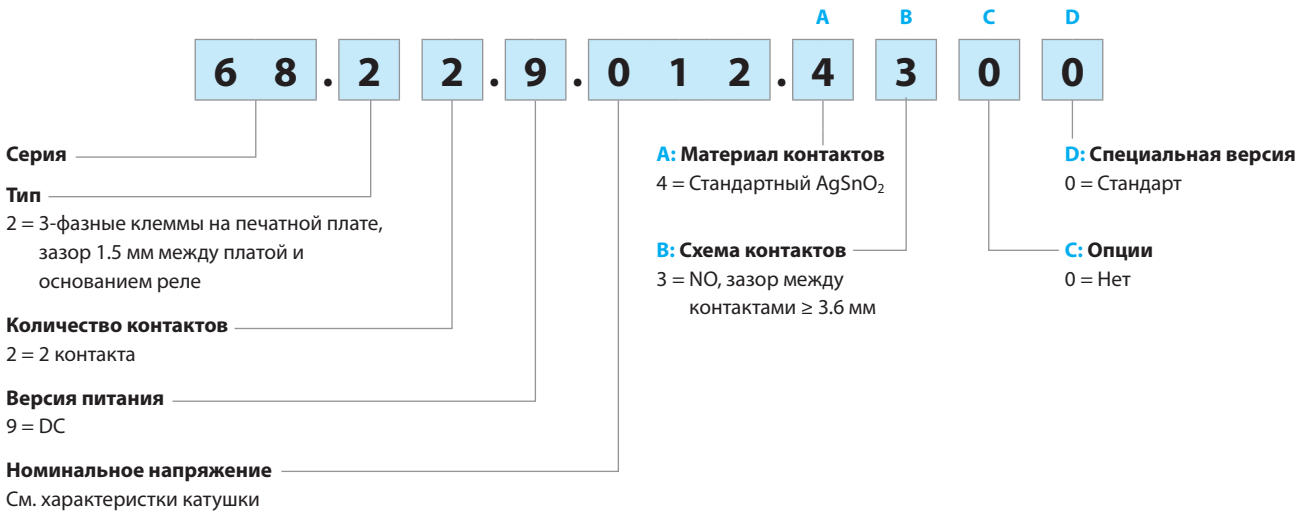 A B C D
6 8 . 2 2 . 9 . 0 1 2 . 4 3 0 0
Серия
Тип
2 = 3-фазные клеммы на печатной плате,
зазор 1.5 мм между платой и
основанием реле
Количество контактов
2 = 2 контакта
Версия питания
9 = DC
Номинальное напряжение
См. характеристки катушки
A: Материал контактов
4 = Стандартный AgSnO₂
B: Схема контактов
3 = NO, зазор между
контактами ≥ 3.6 мм
D: Специальная версия
0 = Стандарт
C: Опции
0 = Нет